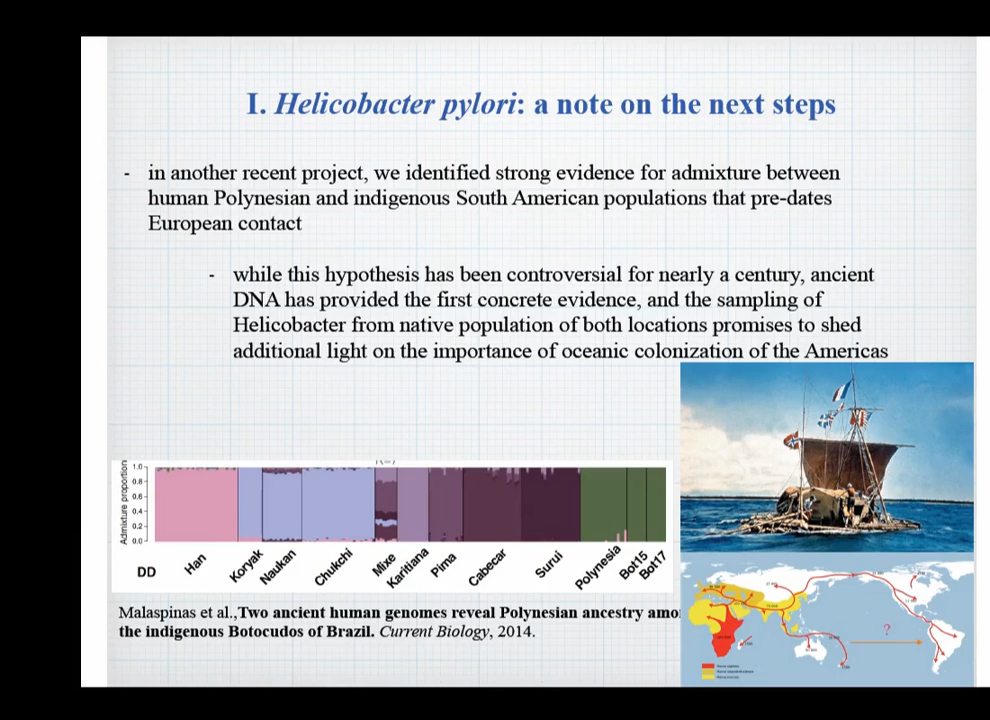 I. Helicobacter pylori: a note on the next steps
- in another recent project, we identified strong evidence for admixture between
human Polynesian and indigenous South American populations that pre-dates
European contact
- while this hypothesis has been controversial for nearly a century, ancient
DNA has provided the first concrete evidence, and the sampling of
Helicobacter from native population of both locations promises to shed
additional light on the importance of oceanic colonization of the Americas
Admixture proportion
1.0
0.8
0.6
0.4
0.2
0.0
DD
Han
Koryak
Naukan
Chukchi
Mixe
Karitiana
Pima
Cabecar
Surui
Polynesia
Bot15
Bot17
Malaspinas et al.,Two ancient human genomes reveal Polynesian ancestry amo
the indigenous Botocudos of Brazil. Current Biology, 2014.
?